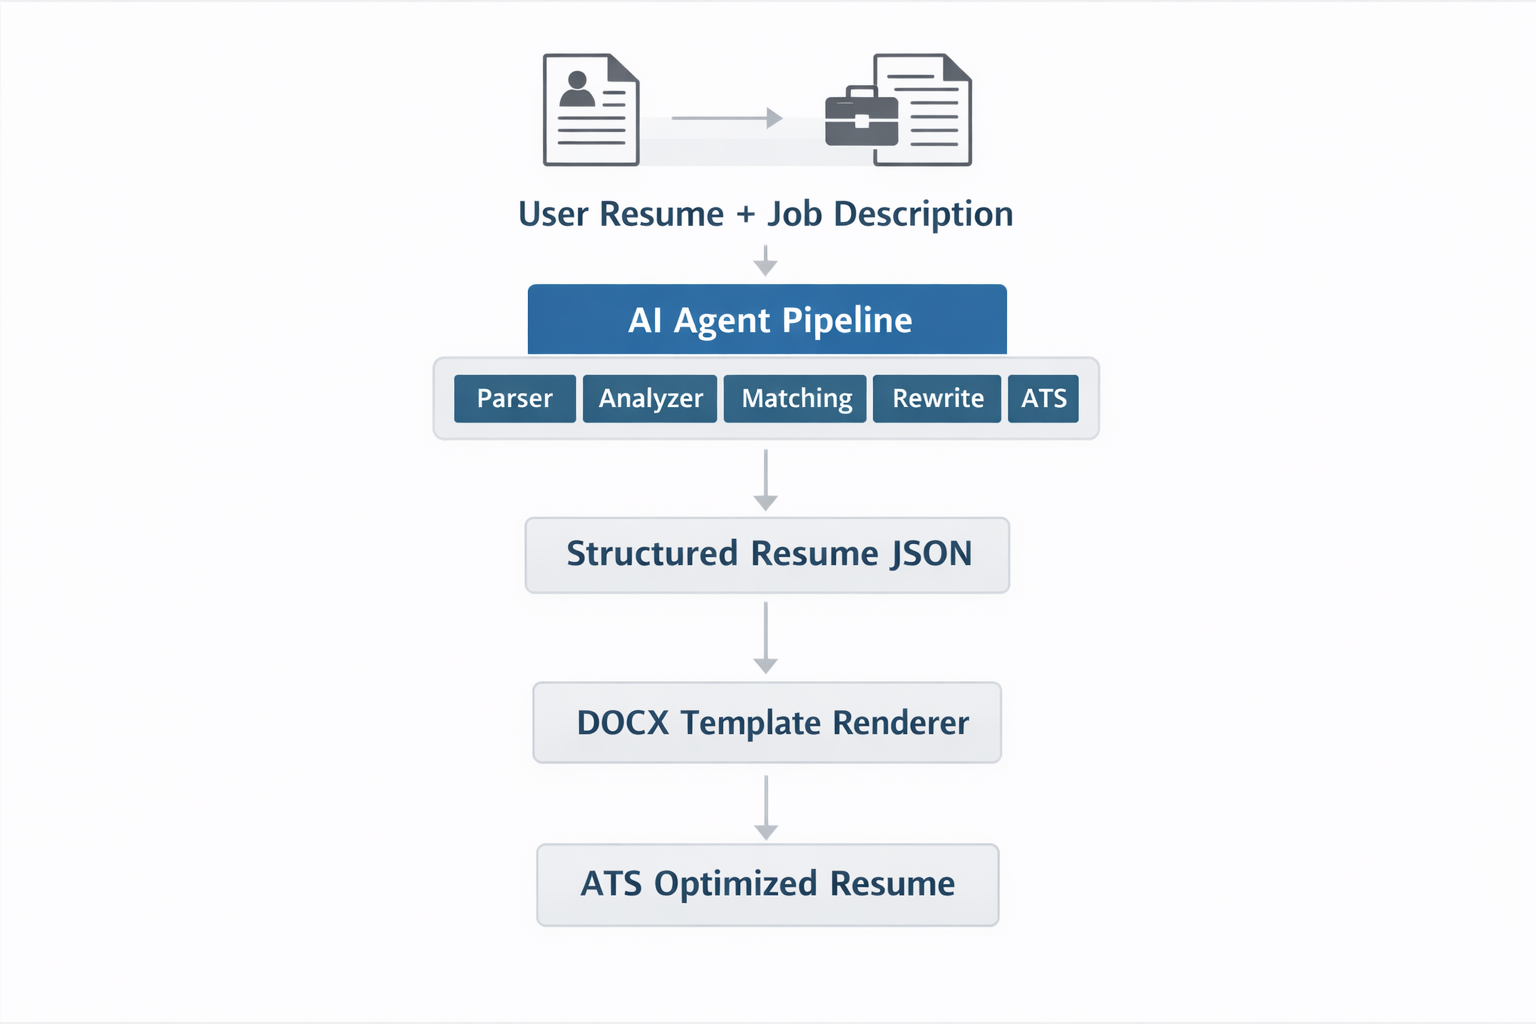 User Resume + Job Description
AI Agent Pipeline
Parser Analyzer Matching Rewrite ATS
Structured Resume JSON
DOCX Template Renderer
ATS Optimized Resume